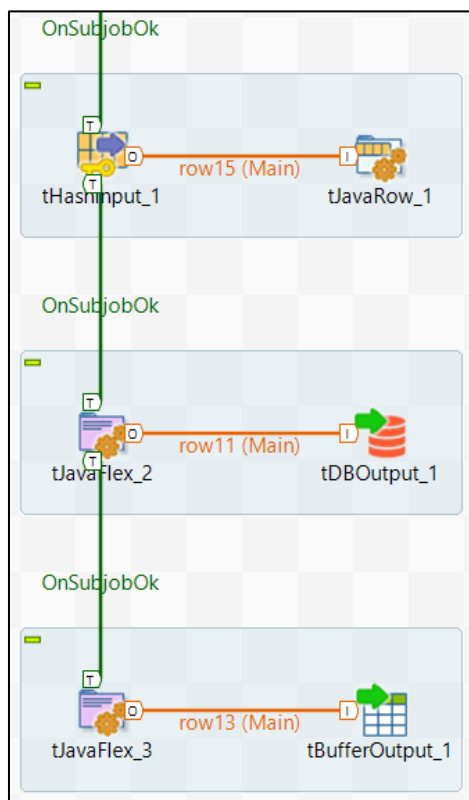 OnSubjobOk
T
O
I
row15 (Main)
T
tHashInput_1
tJavaRow_1
OnSubjobOk
T
O
I
row11 (Main)
T
tJavaFlex_2
tDBOutput_1
OnSubjobOk
T
O
I
row13 (Main)
tJavaFlex_3
tBufferOutput_1